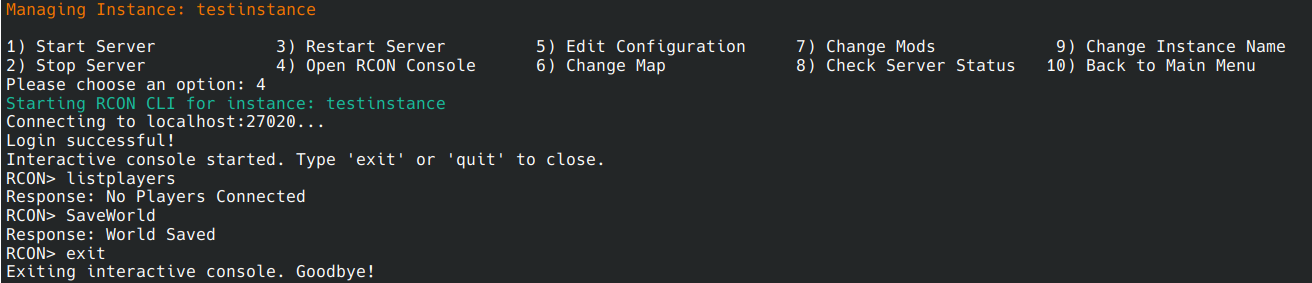 Managing Instance: testinstance
1) Start Server 3) Restart Server 5) Edit Configuration 7) Change Mods 9) Change Instance Name
2) Stop Server 4) Open RCON Console 6) Change Map 8) Check Server Status 10) Back to Main Menu
Please choose an option: 4
Starting RCON CLI for instance: testinstance
Connecting to localhost:27020...
Login successful!
Interactive console started. Type 'exit' or 'quit' to close.
RCON> listplayers
Response: No Players Connected
RCON> SaveWorld
Response: World Saved
RCON> exit
Exiting interactive console. Goodbye!